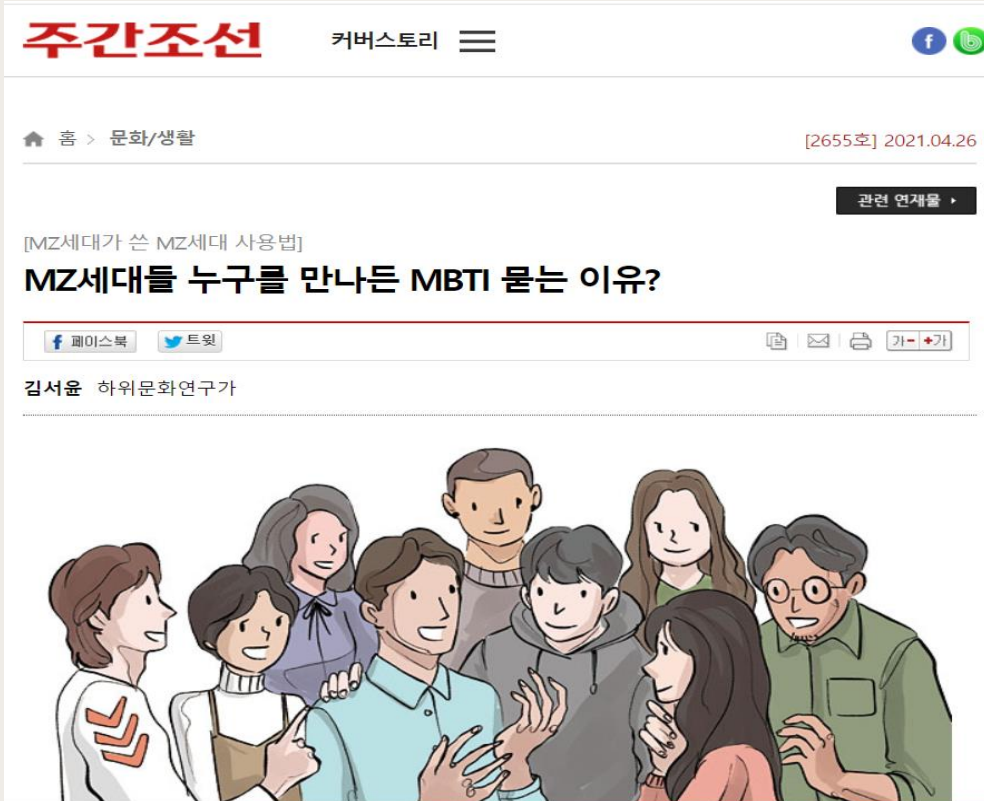 주간조선 커버스토리
홈 > 문화/생활 [2655호] 2021.04.26
관련 연재물
[MZ세대가 쓴 MZ세대 사용법]
MZ세대들 누구를 만나든 MBTI 묻는 이유?
f 페이스북 트윗 가- +가
김서윤 하위문화연구가